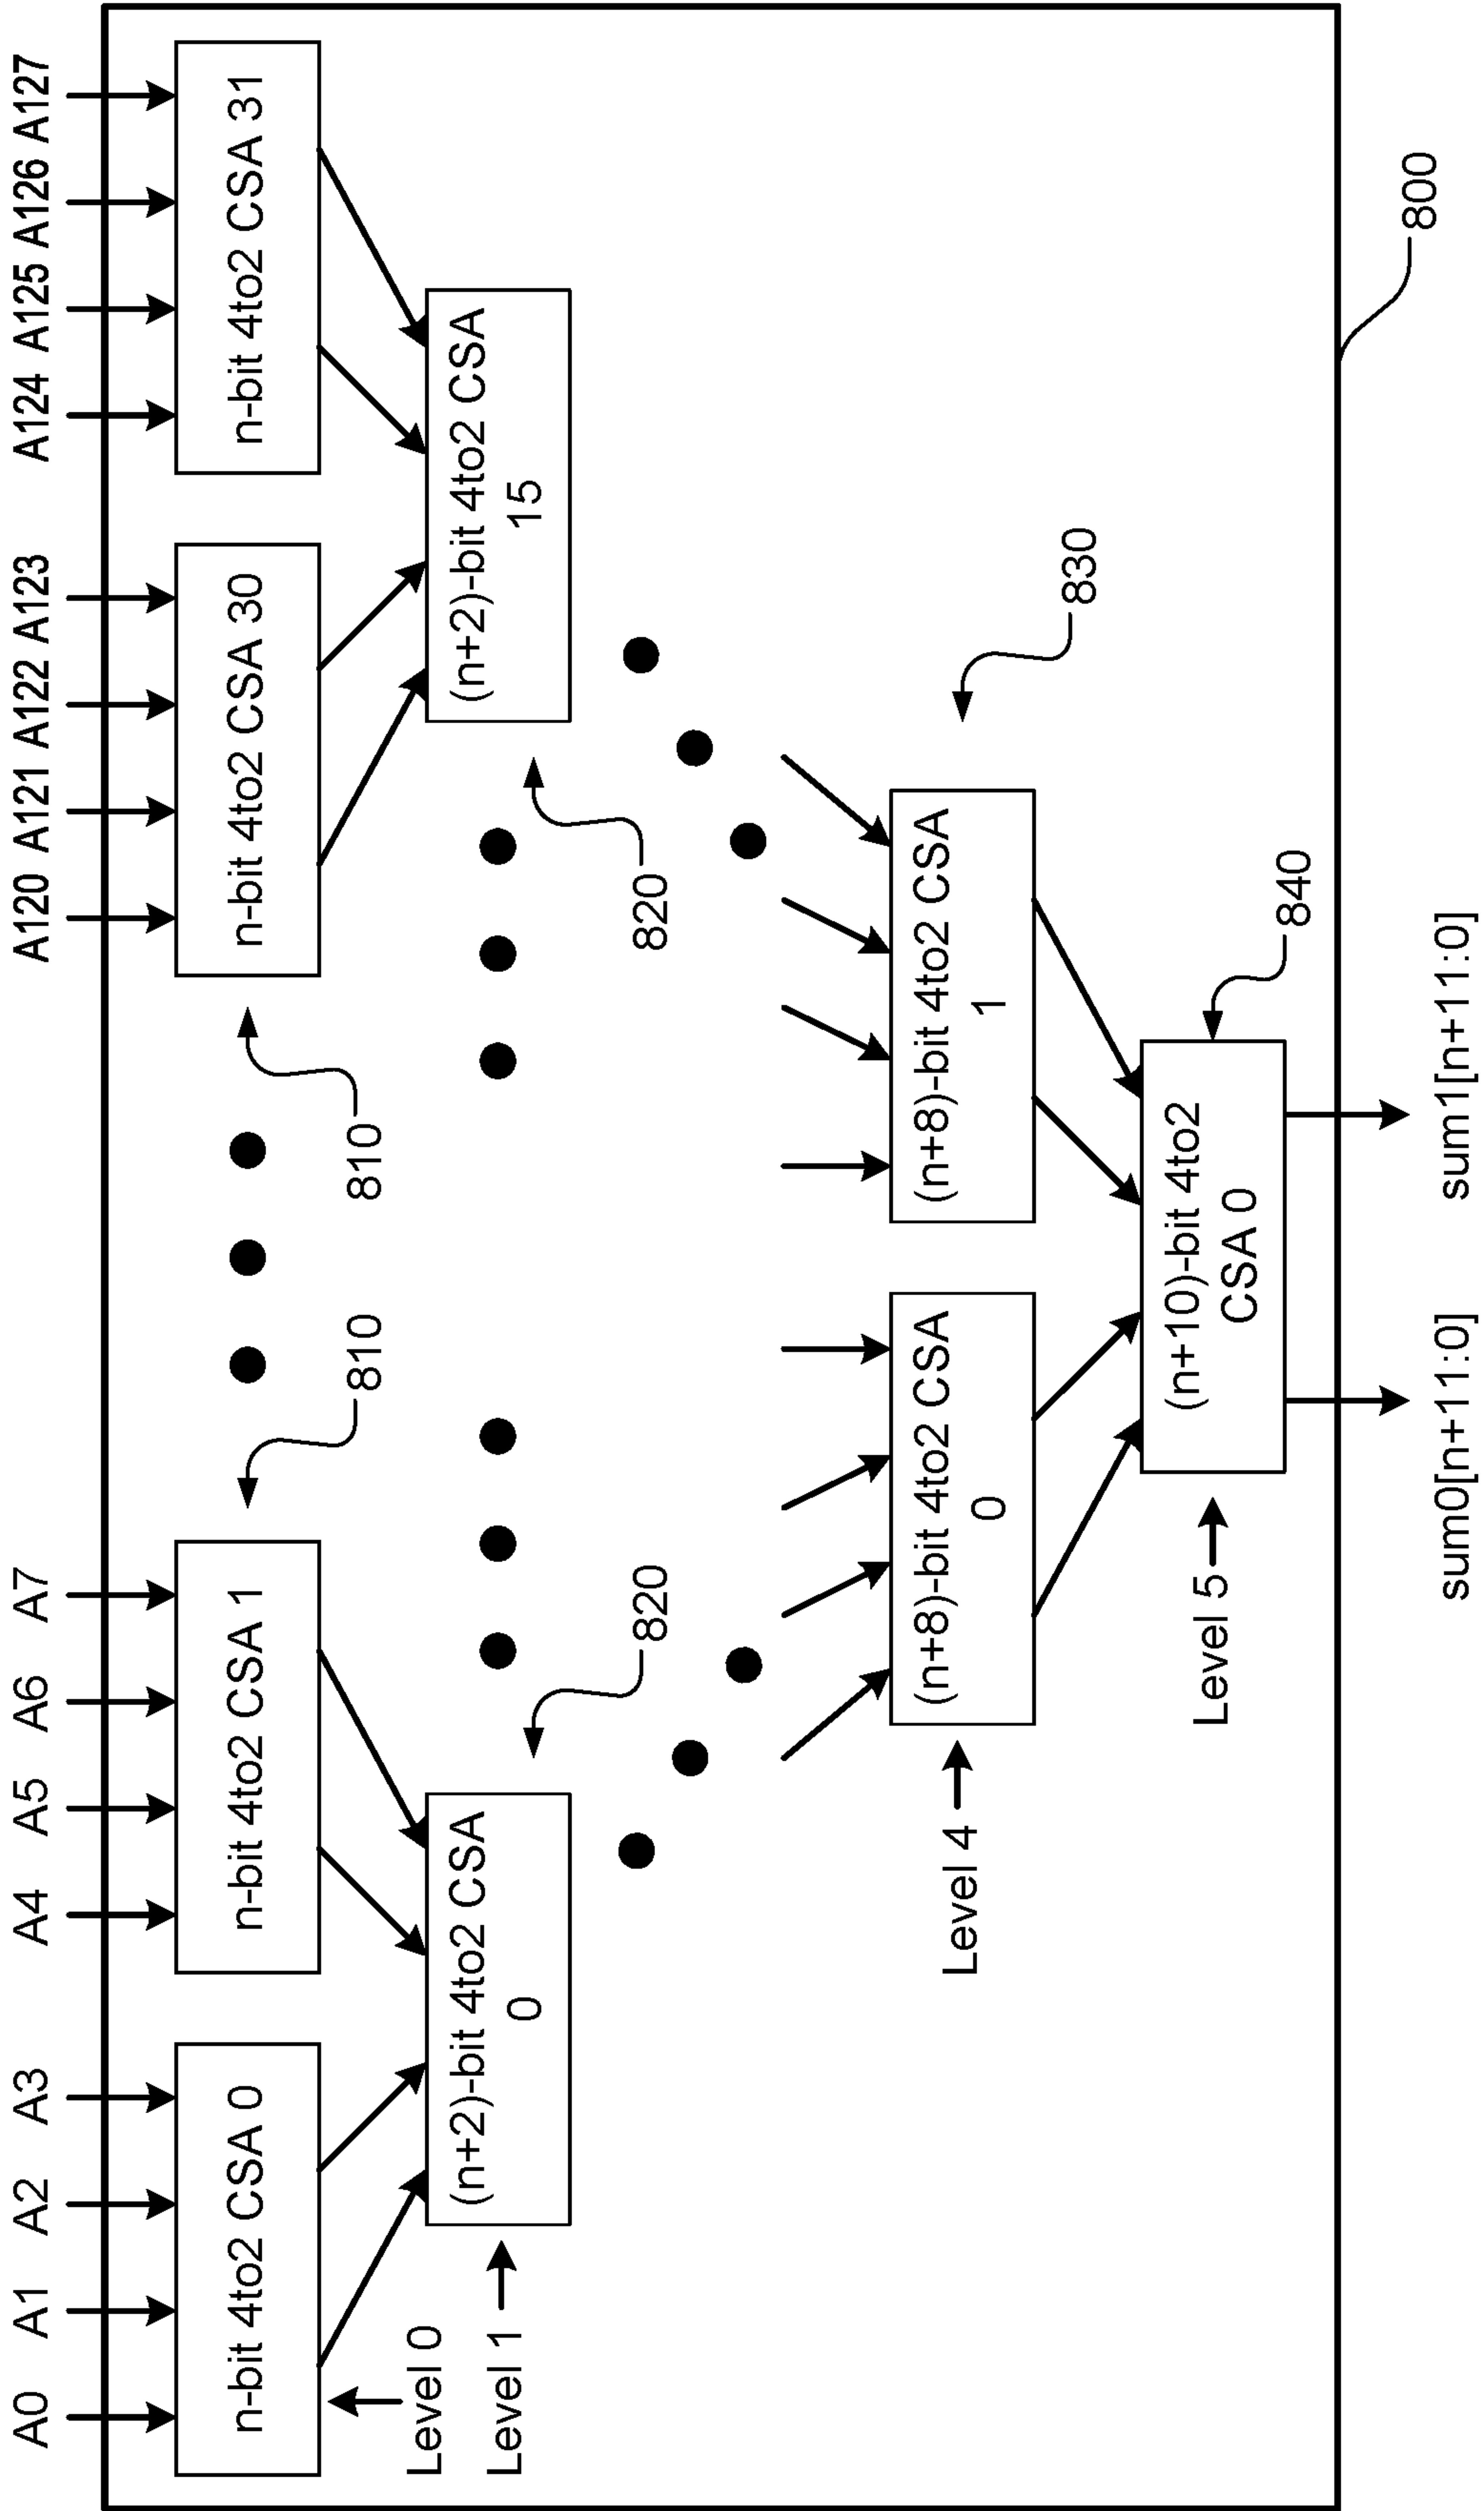 A0 A1 A2 A3 A4 A5 A6 A7 A120 A121 A122 A123 A124 A125 A126 A127
n-bit 4to2 CSA 0
n-bit 4to2 CSA 1
n-bit 4to2 CSA 30
n-bit 4to2 CSA 31
810
810
Level 0
Level 1
(n+2)-bit 4to2 CSA
0
(n+2)-bit 4to2 CSA
15
820
820
Level 4
(n+8)-bit 4to2 CSA
0
(n+8)-bit 4to2 CSA
1
830
Level 5
(n+10)-bit 4to2
CSA 0
840
800
sum0[n+11:0]
sum1[n+11:0]